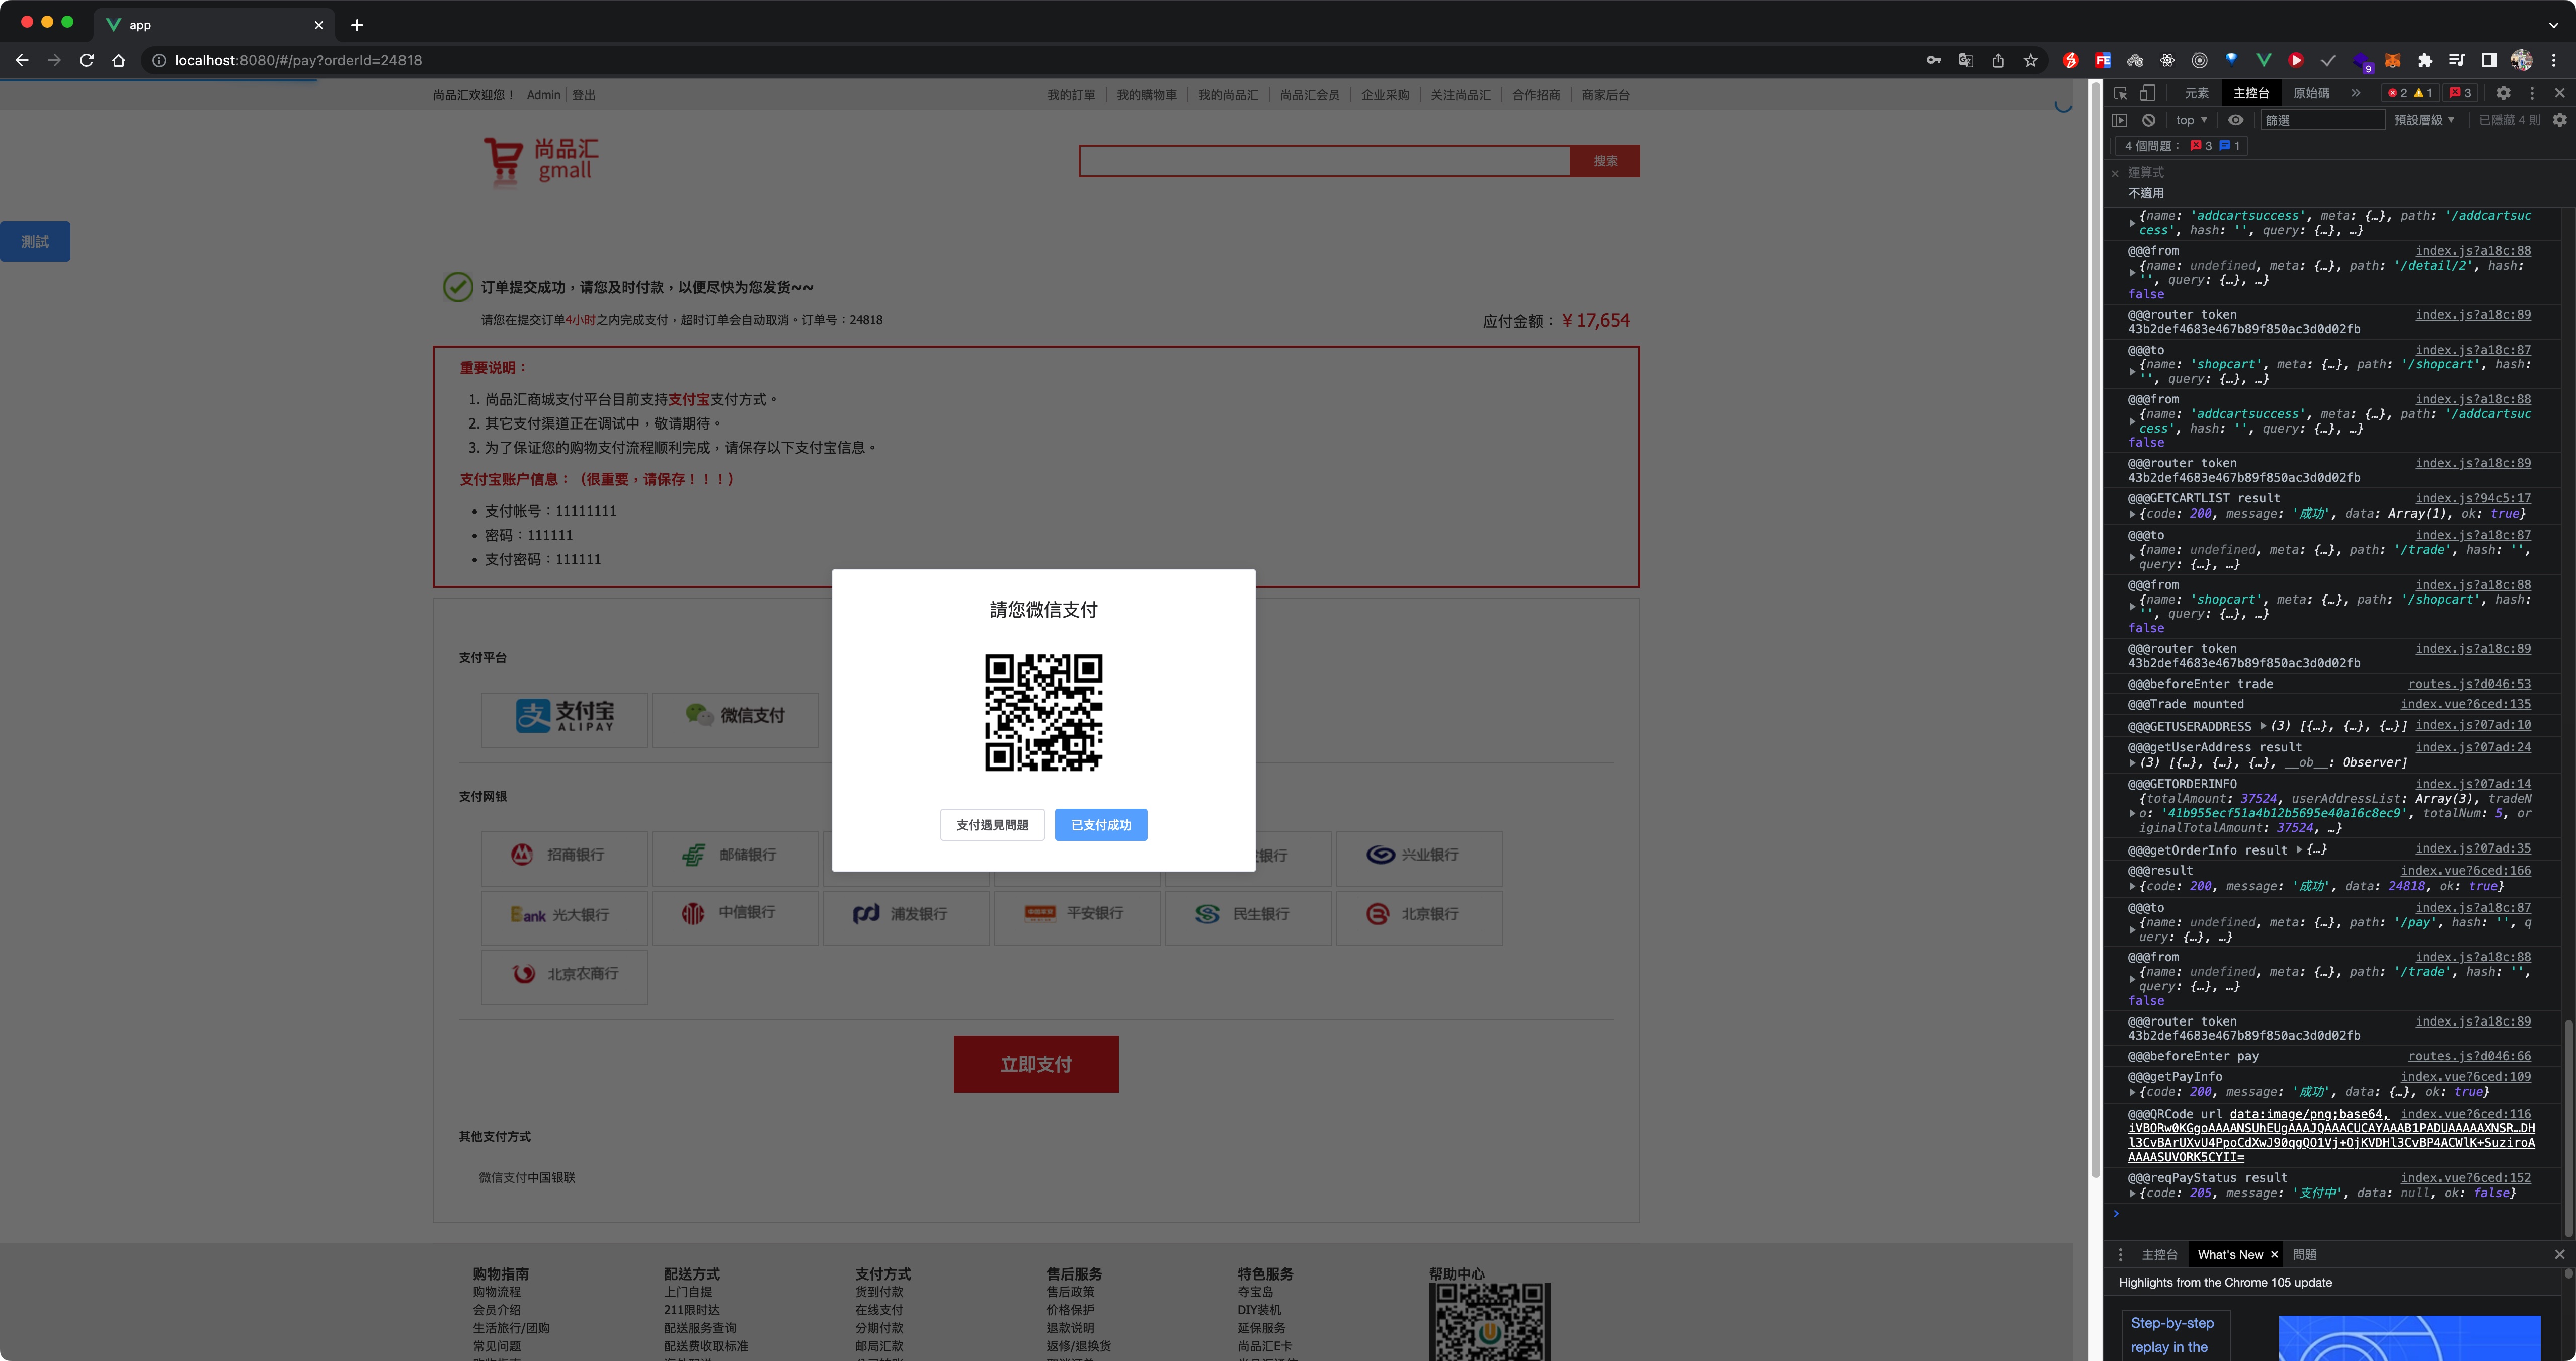 app
localhost:8080/#/pay?orderId=24818
9
尚品汇欢迎您！ Admin 登出
我的訂單 我的購物車 我的尚品汇 尚品汇会员 企业采购 关注尚品汇 合作招商 商家后台
尚品汇
gmall
搜索
測試
订单提交成功，请您及时付款，以便尽快为您发货~~
请您在提交订单4小时之内完成支付，超时订单会自动取消。订单号：24818
应付金额：￥17,654
重要说明：
1. 尚品汇商城支付平台目前支持支付宝支付方式。
2. 其它支付渠道正在调试中，敬请期待。
3. 为了保证您的购物支付流程顺利完成，请保存以下支付宝信息。
支付宝账户信息：（很重要，请保存！！！）
支付帐号：11111111
密码：111111
支付密码：111111
請您微信支付
支付遇見問題 已支付成功
支付平台
支付宝
ALIPAY
微信支付
支付网银
招商银行 邮储银行 银行 兴业银行
Bank 光大银行 中信银行 浦发银行 平安银行 民生银行 北京银行
北京农商行
立即支付
其他支付方式
微信支付中国银联
购物指南 配送方式 支付方式 售后服务 特色服务 帮助中心
购物流程 上门自提 货到付款 售后政策 夺宝岛
会员介绍 211限时达 在线支付 价格保护 DIY装机
生活旅行/团购 配送服务查询 分期付款 退款说明 延保服务
常见问题 配送费收取标准 邮局汇款 返修/退换货 尚品汇E卡
元素 主控台 原始碼 » 2 1 3
top 篩選 預設層級 已隱藏 4 則
4 個問題： 3 1
運算式
不適用
{name: 'addcartsuccess', meta: {…}, path: '/addcartsuc
cess', hash: '', query: {…}, …}
@@@from index.js?a18c:88
{name: undefined, meta: {…}, path: '/detail/2', hash:
'', query: {…}, …}
false
@@@router token index.js?a18c:89
43b2def4683e467b89f850ac3d0d02fb
@@@to index.js?a18c:87
{name: 'shopcart', meta: {…}, path: '/shopcart', hash:
'', query: {…}, …}
@@@from index.js?a18c:88
{name: 'addcartsuccess', meta: {…}, path: '/addcartsuc
cess', hash: '', query: {…}, …}
false
@@@router token index.js?a18c:89
43b2def4683e467b89f850ac3d0d02fb
@@@GETCARTLIST result index.js?94c5:17
{code: 200, message: '成功', data: Array(1), ok: true}
@@@to index.js?a18c:87
{name: undefined, meta: {…}, path: '/trade', hash: '',
query: {…}, …}
@@@from index.js?a18c:88
{name: 'shopcart', meta: {…}, path: '/shopcart', hash:
'', query: {…}, …}
false
@@@router token index.js?a18c:89
43b2def4683e467b89f850ac3d0d02fb
@@@beforeEnter trade routes.js?d046:53
@@@Trade mounted index.vue?6ced:135
@@@GETUSERADDRESS (3) [{…}, {…}, {…}] index.js?07ad:10
@@@getUserAddress result index.js?07ad:24
(3) [{…}, {…}, {…}, __ob__: Observer]
@@@GETORDERINFO index.js?07ad:14
{totalAmount: 37524, userAddressList: Array(3), tradeN
o: '41b955ecf51a4b12b5695e40a16c8ec9', totalNum: 5, or
iginalTotalAmount: 37524, …}
@@@getOrderInfo result {…} index.js?07ad:35
@@@result index.vue?6ced:166
{code: 200, message: '成功', data: 24818, ok: true}
@@@to index.js?a18c:87
{name: undefined, meta: {…}, path: '/pay', hash: '', q
uery: {…}, …}
@@@from index.js?a18c:88
{name: undefined, meta: {…}, path: '/trade', hash: '',
query: {…}, …}
false
@@@router token index.js?a18c:89
43b2def4683e467b89f850ac3d0d02fb
@@@beforeEnter pay routes.js?d046:66
@@@getPayInfo index.vue?6ced:109
{code: 200, message: '成功', data: {…}, ok: true}
@@@QRCode url data:image/png;base64, index.vue?6ced:116
iVBORw0KGgoAAAANSUhEUgAAAJQAAACUCAYAAAB1PADUAAAAAXNSR…DH
l3CvBArUXvU4PpoCdXwJ90qgQO1Vj+OjKVDHl3CvBP4ACWlK+SuziroA
AAAASUVORK5CYII=
@@@reqPayStatus result index.vue?6ced:152
{code: 205, message: '支付中', data: null, ok: false}
主控台 What's New 問題
Highlights from the Chrome 105 update
Step-by-step
replay in the